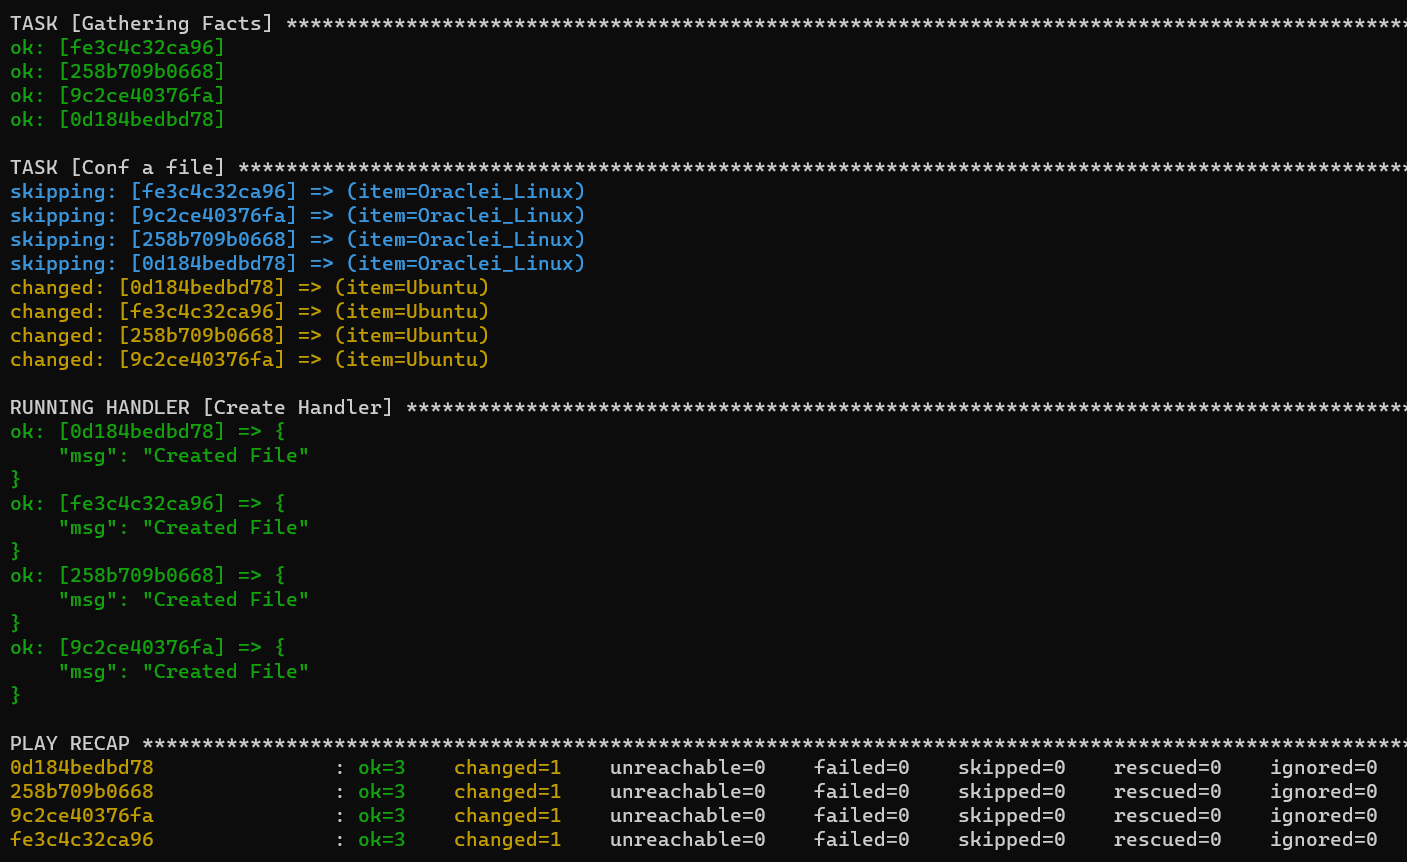 TASK [Gathering Facts] **********************************************************************************************
ok: [fe3c4c32ca96]
ok: [258b709b0668]
ok: [9c2ce40376fa]
ok: [0d184bedbd78]
TASK [Conf a file] **************************************************************************************************
skipping: [fe3c4c32ca96] => (item=Oraclei_Linux)
skipping: [9c2ce40376fa] => (item=Oraclei_Linux)
skipping: [258b709b0668] => (item=Oraclei_Linux)
skipping: [0d184bedbd78] => (item=Oraclei_Linux)
changed: [0d184bedbd78] => (item=Ubuntu)
changed: [fe3c4c32ca96] => (item=Ubuntu)
changed: [258b709b0668] => (item=Ubuntu)
changed: [9c2ce40376fa] => (item=Ubuntu)
RUNNING HANDLER [Create Handler] ************************************************************************************
ok: [0d184bedbd78] => {
    "msg": "Created File"
}
ok: [fe3c4c32ca96] => {
    "msg": "Created File"
}
ok: [258b709b0668] => {
    "msg": "Created File"
}
ok: [9c2ce40376fa] => {
    "msg": "Created File"
}
PLAY RECAP **********************************************************************************************************
0d184bedbd78               : ok=3    changed=1    unreachable=0    failed=0    skipped=0    rescued=0    ignored=0
258b709b0668               : ok=3    changed=1    unreachable=0    failed=0    skipped=0    rescued=0    ignored=0
9c2ce40376fa               : ok=3    changed=1    unreachable=0    failed=0    skipped=0    rescued=0    ignored=0
fe3c4c32ca96               : ok=3    changed=1    unreachable=0    failed=0    skipped=0    rescued=0    ignored=0